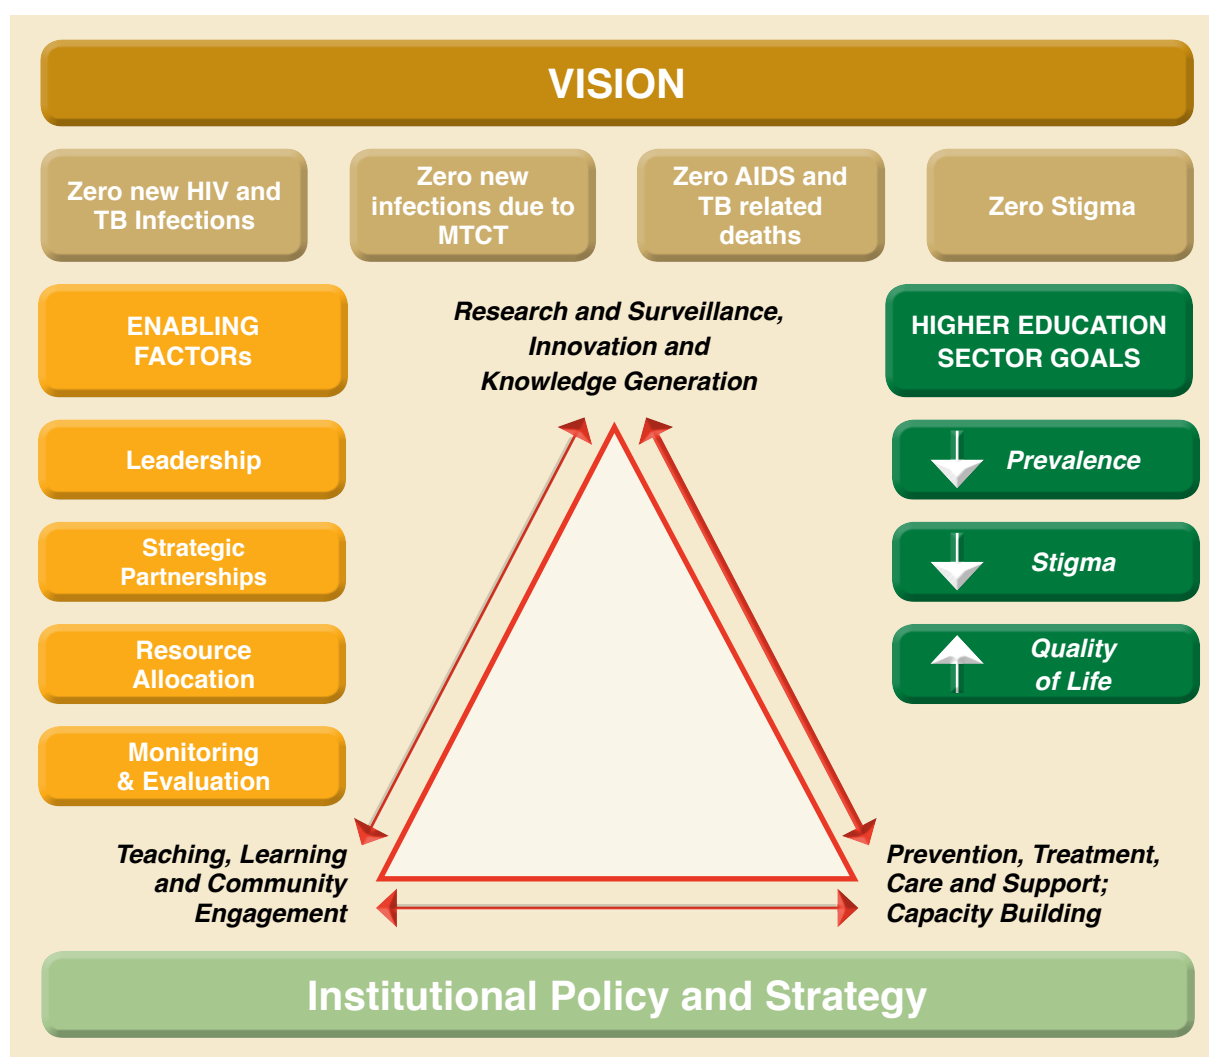 VISION
Zero new HIV and
TB Infections
Zero new
infections due to
MTCT
Zero AIDS and
TB related
deaths
Zero Stigma
ENABLING
FACTORs
Leadership
Strategic
Partnerships
Resource
Allocation
Monitoring
& Evaluation
Research and Surveillance,
Innovation and
Knowledge Generation
HIGHER EDUCATION
SECTOR GOALS
Prevalence
Stigma
Quality
of Life
Teaching, Learning
and Community
Engagement
Prevention, Treatment,
Care and Support;
Capacity Building
Institutional Policy and Strategy